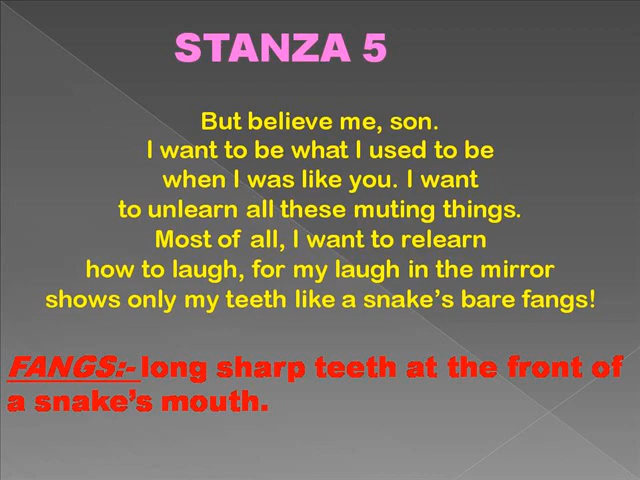 STANZA 5
But believe me, son.
I want to be what I used to be
when I was like you. I want
to unlearn all these muting things.
Most of all, I want to relearn
how to laugh, for my laugh in the mirror
shows only my teeth like a snake’s bare fangs!
FANGS:- long sharp teeth at the front of
a snake’s mouth.